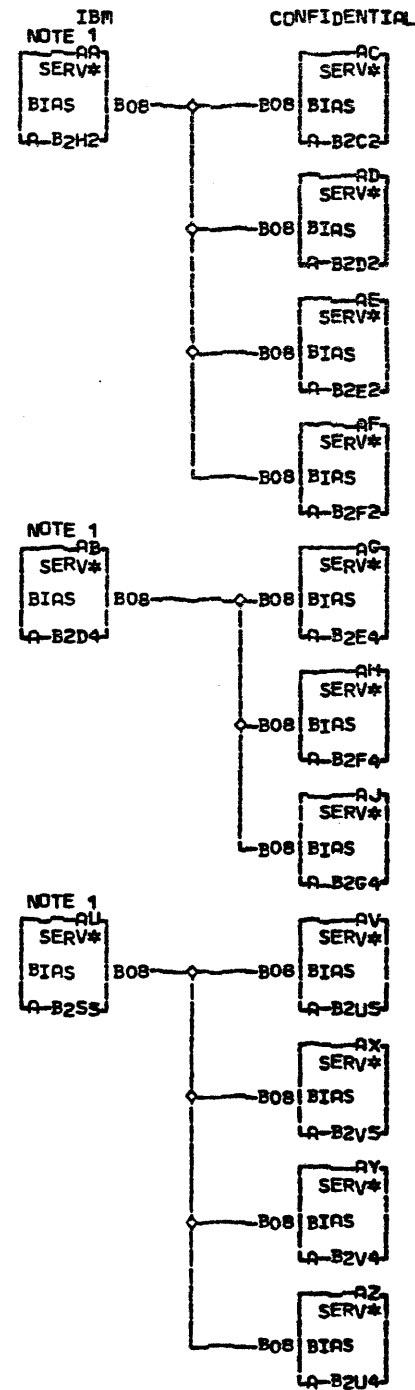 IBM CONFIDENTIAL
NOTE 1
AA AC
SERV* SERV*
BIAS B08 B08 BIAS
A-B2H2 A-B2C2
AD
SERV*
B08 BIAS
A-B2D2
AE
SERV*
B08 BIAS
A-B2E2
AF
SERV*
B08 BIAS
A-B2F2
NOTE 1
AB AG
SERV* SERV*
BIAS B08 B08 BIAS
A-B2D4 A-B2E4
AH
SERV*
B08 BIAS
A-B2F4
AJ
SERV*
B08 BIAS
A-B2G4
NOTE 1
AU AV
SERV* SERV*
BIAS B08 B08 BIAS
A-B2S5 A-B2U5
AX
SERV*
B08 BIAS
A-B2V5
AY
SERV*
B08 BIAS
A-B2V4
AZ
SERV*
B08 BIAS
A-B2U4